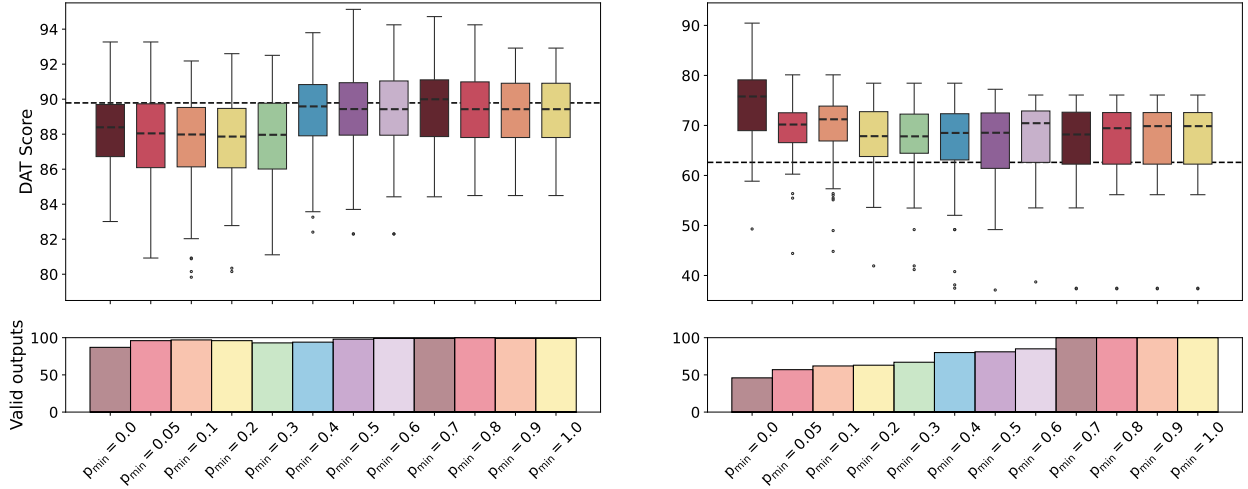 DAT Score
94
92
90
88
86
84
82
80
90
80
70
60
50
40
Valid outputs
100
50
0
100
50
0
p_min = 0.0
p_min = 0.05
p_min = 0.1
p_min = 0.2
p_min = 0.3
p_min = 0.4
p_min = 0.5
p_min = 0.6
p_min = 0.7
p_min = 0.8
p_min = 0.9
p_min = 1.0
p_min = 0.0
p_min = 0.05
p_min = 0.1
p_min = 0.2
p_min = 0.3
p_min = 0.4
p_min = 0.5
p_min = 0.6
p_min = 0.7
p_min = 0.8
p_min = 0.9
p_min = 1.0